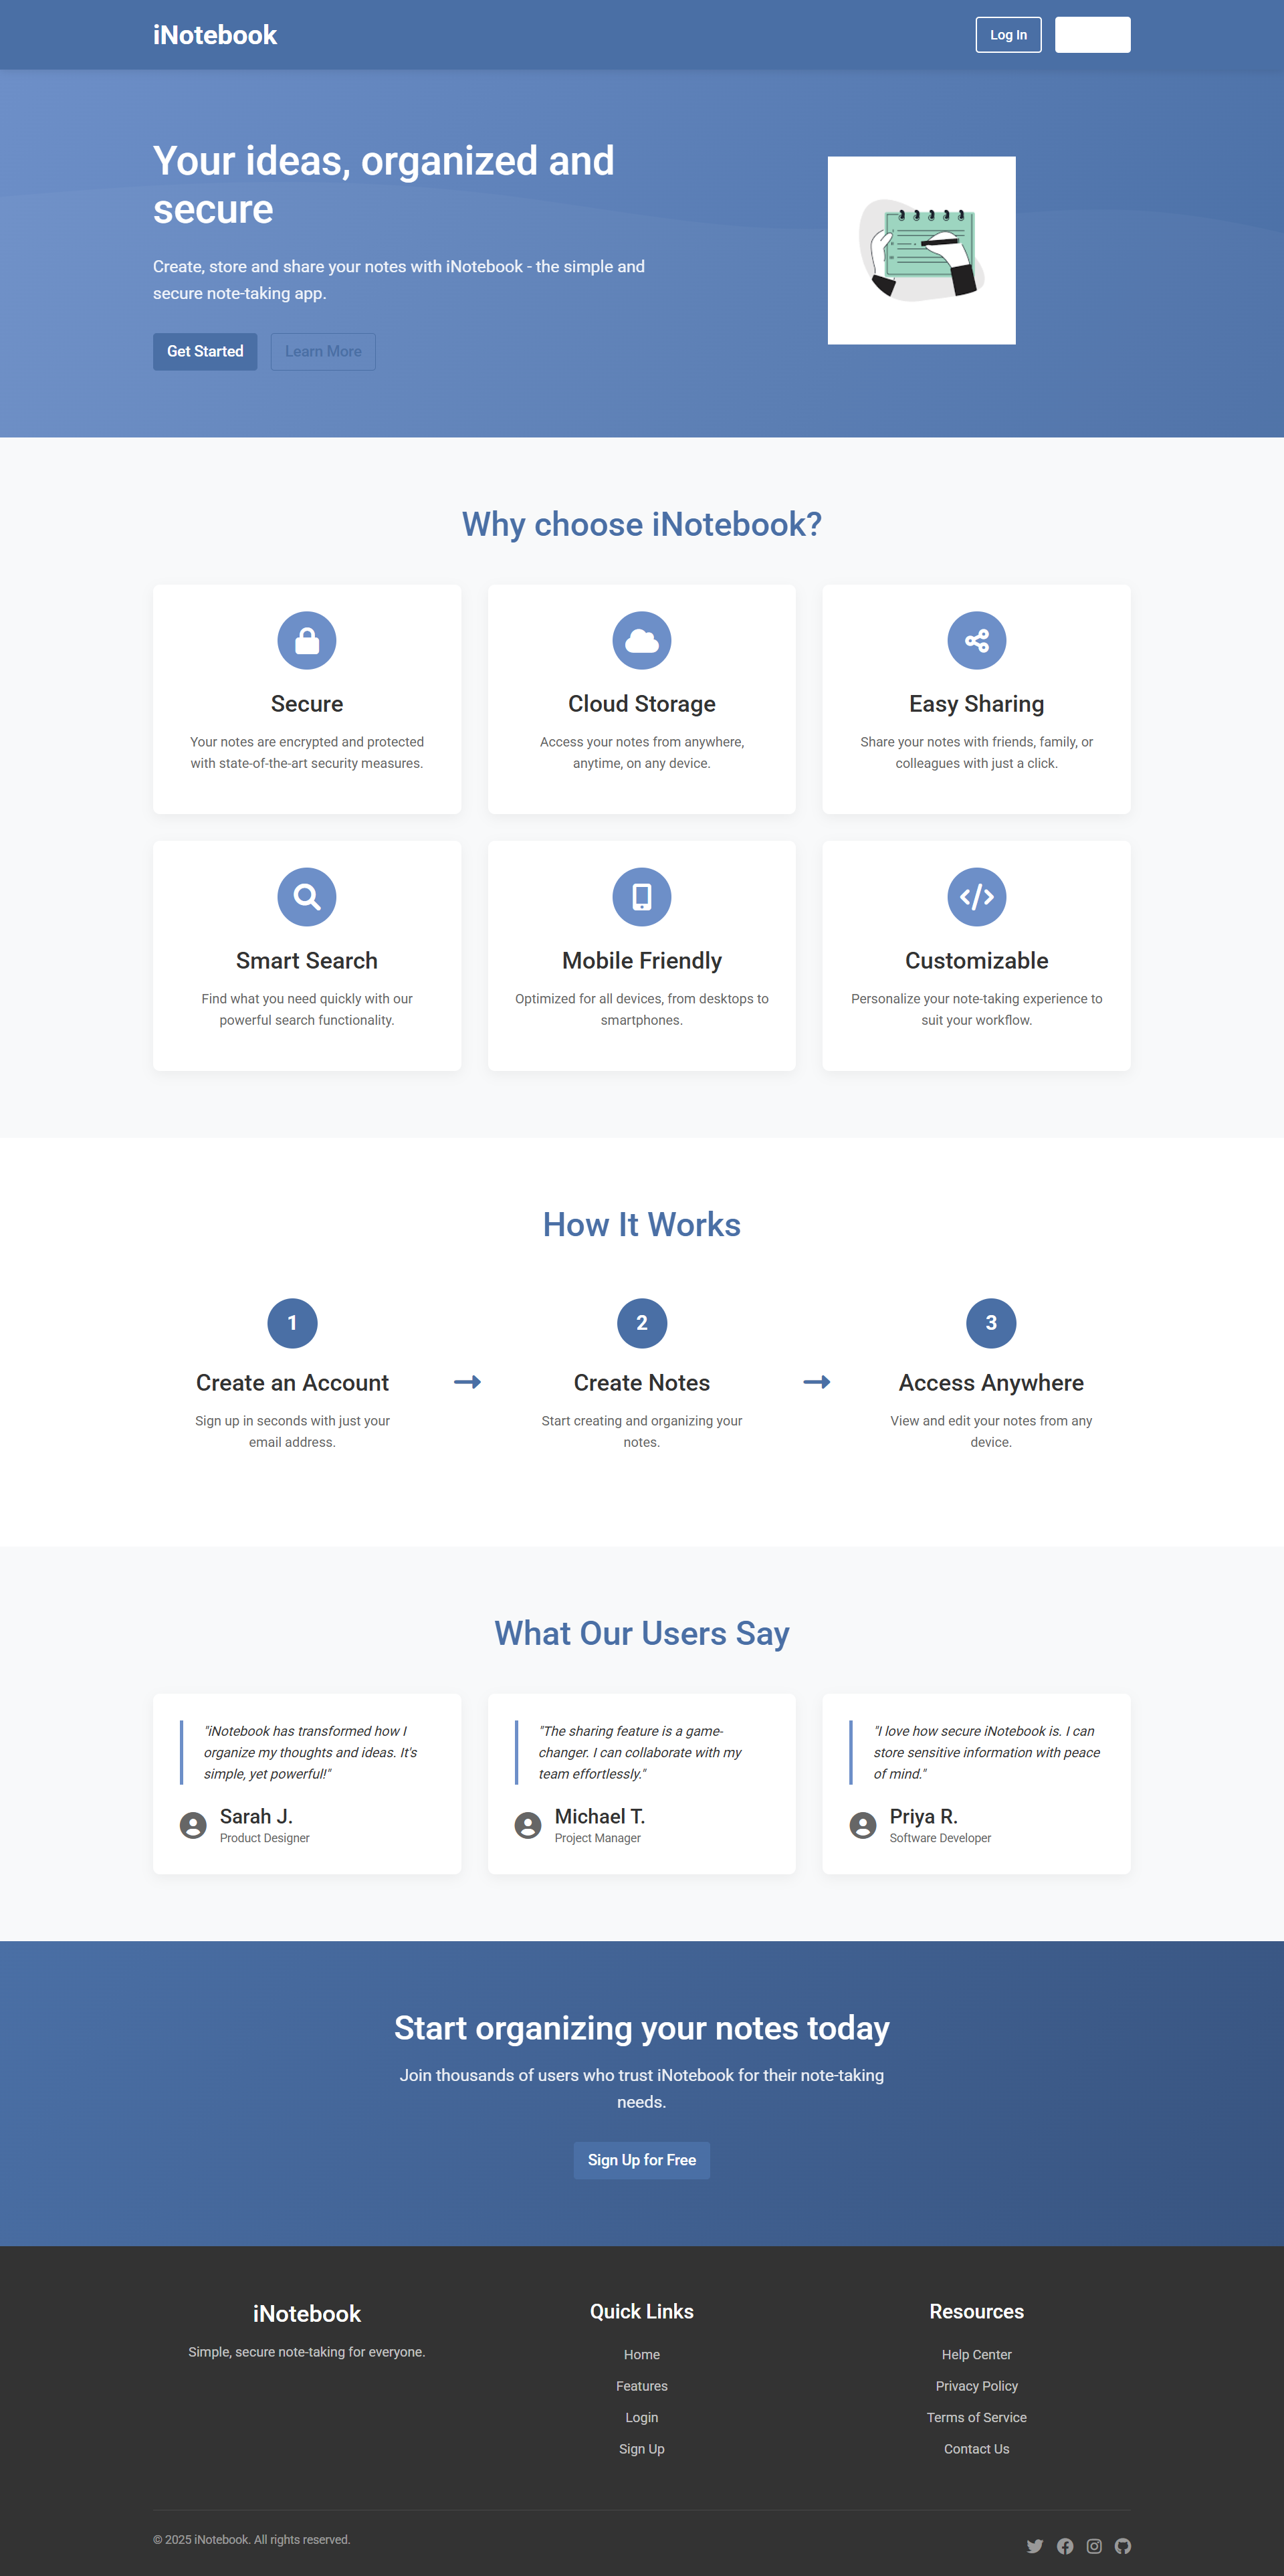 iNotebook
Log In
Your ideas, organized and
secure
Create, store and share your notes with iNotebook - the simple and
secure note-taking app.
Get Started
Learn More
Why choose iNotebook?
Secure
Your notes are encrypted and protected
with state-of-the-art security measures.
Cloud Storage
Access your notes from anywhere,
anytime, on any device.
Easy Sharing
Share your notes with friends, family, or
colleagues with just a click.
Smart Search
Find what you need quickly with our
powerful search functionality.
Mobile Friendly
Optimized for all devices, from desktops to
smartphones.
Customizable
Personalize your note-taking experience to
suit your workflow.
How It Works
1
Create an Account
Sign up in seconds with just your
email address.
2
Create Notes
Start creating and organizing your
notes.
3
Access Anywhere
View and edit your notes from any
device.
What Our Users Say
"iNotebook has transformed how I
organize my thoughts and ideas. It's
simple, yet powerful!"
Sarah J.
Product Designer
"The sharing feature is a game-
changer. I can collaborate with my
team effortlessly."
Michael T.
Project Manager
"I love how secure iNotebook is. I can
store sensitive information with peace
of mind."
Priya R.
Software Developer
Start organizing your notes today
Join thousands of users who trust iNotebook for their note-taking
needs.
Sign Up for Free
iNotebook
Simple, secure note-taking for everyone.
Quick Links
Home
Features
Login
Sign Up
Resources
Help Center
Privacy Policy
Terms of Service
Contact Us
© 2025 iNotebook. All rights reserved.